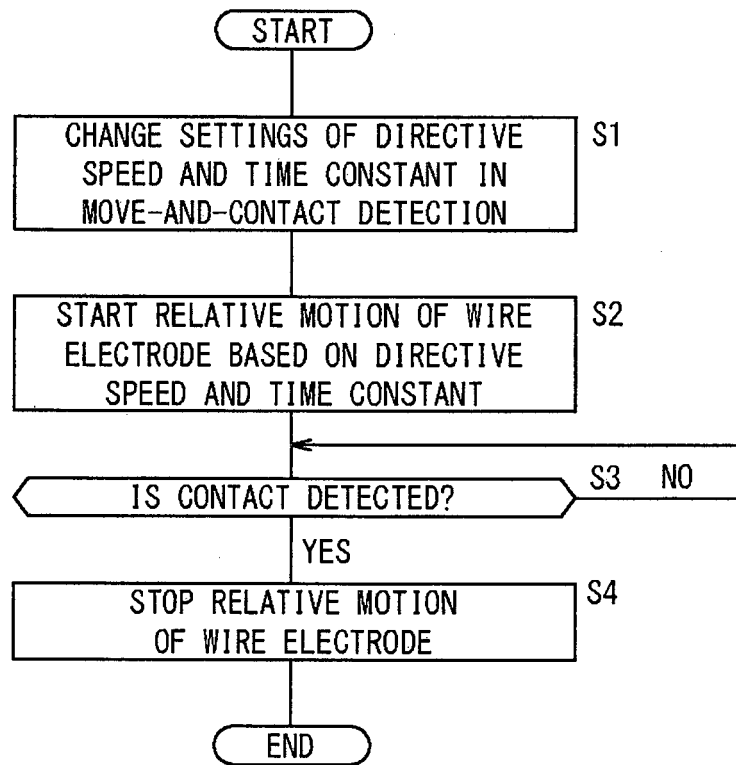 START
CHANGE SETTINGS OF DIRECTIVE
SPEED AND TIME CONSTANT IN
MOVE-AND-CONTACT DETECTION
S1
START RELATIVE MOTION OF WIRE
ELECTRODE BASED ON DIRECTIVE
SPEED AND TIME CONSTANT
S2
IS CONTACT DETECTED?
S3 NO
YES
STOP RELATIVE MOTION
OF WIRE ELECTRODE
S4
END